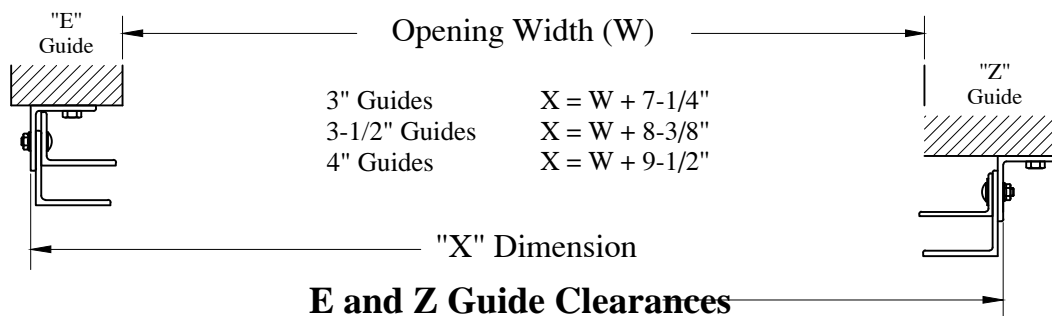 "E"
Guide
Opening Width (W)
"Z"
Guide
3" Guides X = W + 7-1/4"
3-1/2" Guides X = W + 8-3/8"
4" Guides X = W + 9-1/2"
"X" Dimension
E and Z Guide Clearances